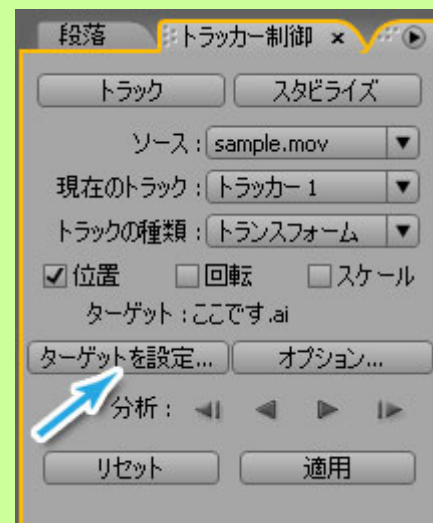 段落 トラッカー制御 ×
トラック スタビライズ
ソース : sample.mov
現在のトラック : トラッカー 1
トラックの種類 : トランスフォーム
位置 回転 スケール
ターゲット : ここです.ai
ターゲットを設定... オプション...
分析 :
リセット 適用